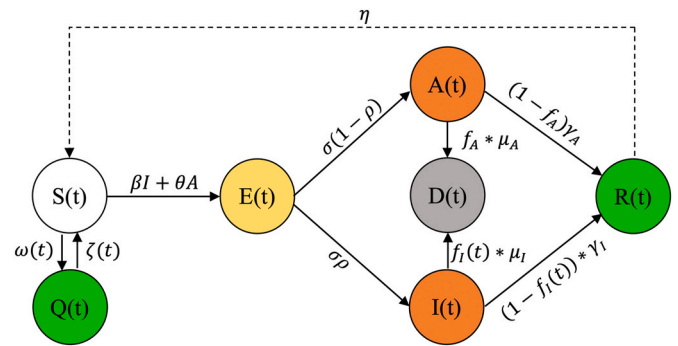 η
A(t)
σ(1 − ρ)
(1 − f_A)γ_A
f_A ∗ μ_A
S(t)
βI + θA
E(t)
D(t)
R(t)
ω(t)
ζ(t)
σρ
f_I(t) ∗ μ_I
(1 − f_I(t)) ∗ γ_I
Q(t)
I(t)